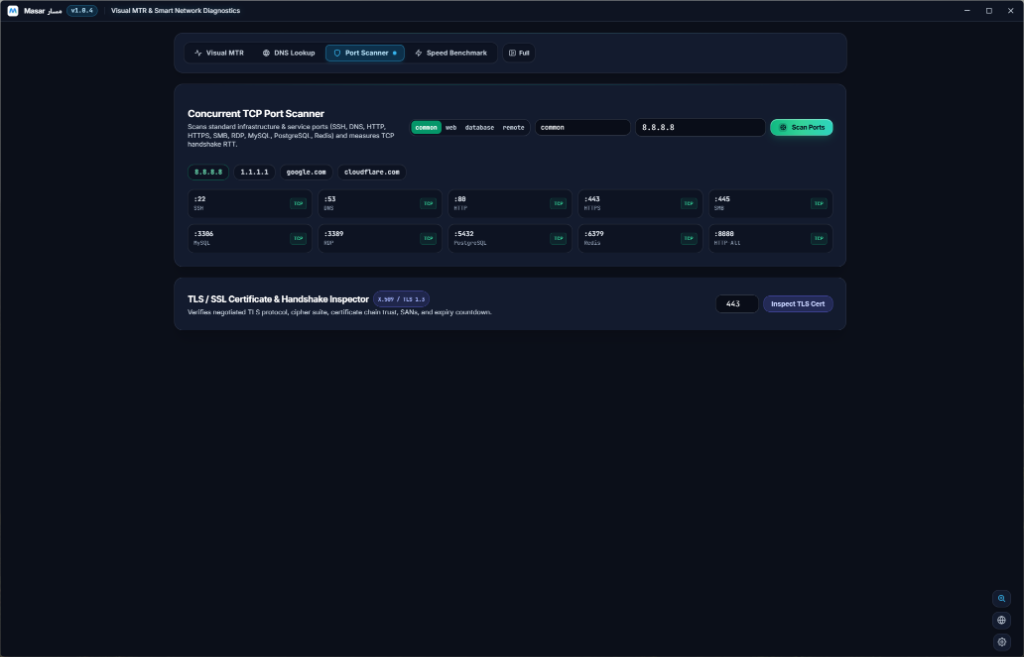 Masar مسار v1.8.4 Visual MTR & Smart Network Diagnostics
Visual MTR DNS Lookup Port Scanner Speed Benchmark Full
Concurrent TCP Port Scanner
Scans standard infrastructure & service ports (SSH, DNS, HTTP,
HTTPS, SMB, RDP, MySQL, PostgreSQL, Redis) and measures TCP
handshake RTT.
common web database remote common 8.8.8.8 Scan Ports
8.8.8.8 1.1.1.1 google.com cloudflare.com
:22 TCP
SSH
:53 TCP
DNS
:80 TCP
HTTP
:443 TCP
HTTPS
:445 TCP
SMB
:3306 TCP
MySQL
:3389 TCP
RDP
:5432 TCP
PostgreSQL
:6379 TCP
Redis
:8080 TCP
HTTP Alt
TLS / SSL Certificate & Handshake Inspector X.509 / TLS 1.3
Verifies negotiated TLS protocol, cipher suite, certificate chain trust, SANs, and expiry countdown.
443 Inspect TLS Cert